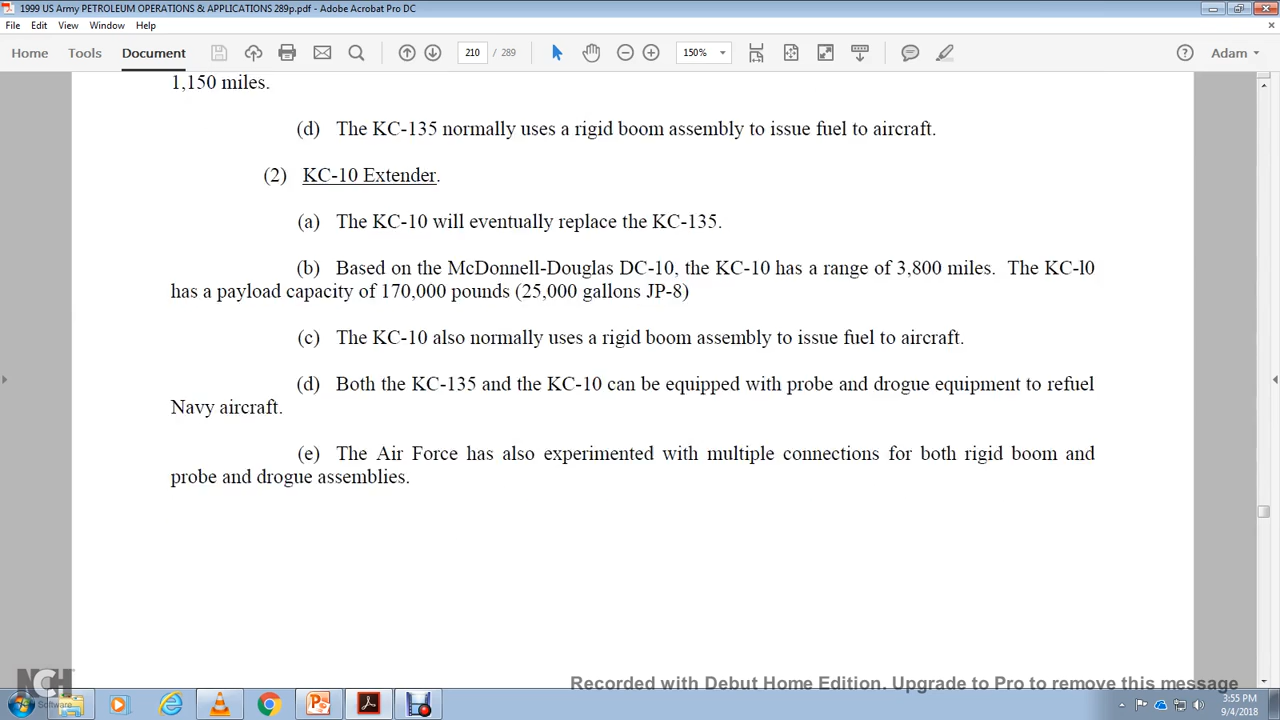 1999 US Army PETROLEUM OPERATIONS & APPLICATIONS 289p.pdf - Adobe Acrobat Pro DC
File Edit View Window Help
Home Tools Document 210 / 289 150% Adam
1,150 miles.
(d) The KC-135 normally uses a rigid boom assembly to issue fuel to aircraft.
(2) KC-10 Extender.
(a) The KC-10 will eventually replace the KC-135.
(b) Based on the McDonnell-Douglas DC-10, the KC-10 has a range of 3,800 miles. The KC-l0
has a payload capacity of 170,000 pounds (25,000 gallons JP-8)
(c) The KC-10 also normally uses a rigid boom assembly to issue fuel to aircraft.
(d) Both the KC-135 and the KC-10 can be equipped with probe and drogue equipment to refuel
Navy aircraft.
(e) The Air Force has also experimented with multiple connections for both rigid boom and
probe and drogue assemblies.
NCH
Software
Recorded with Debut Home Edition. Upgrade to Pro to remove this message
3:55 PM
9/4/2018